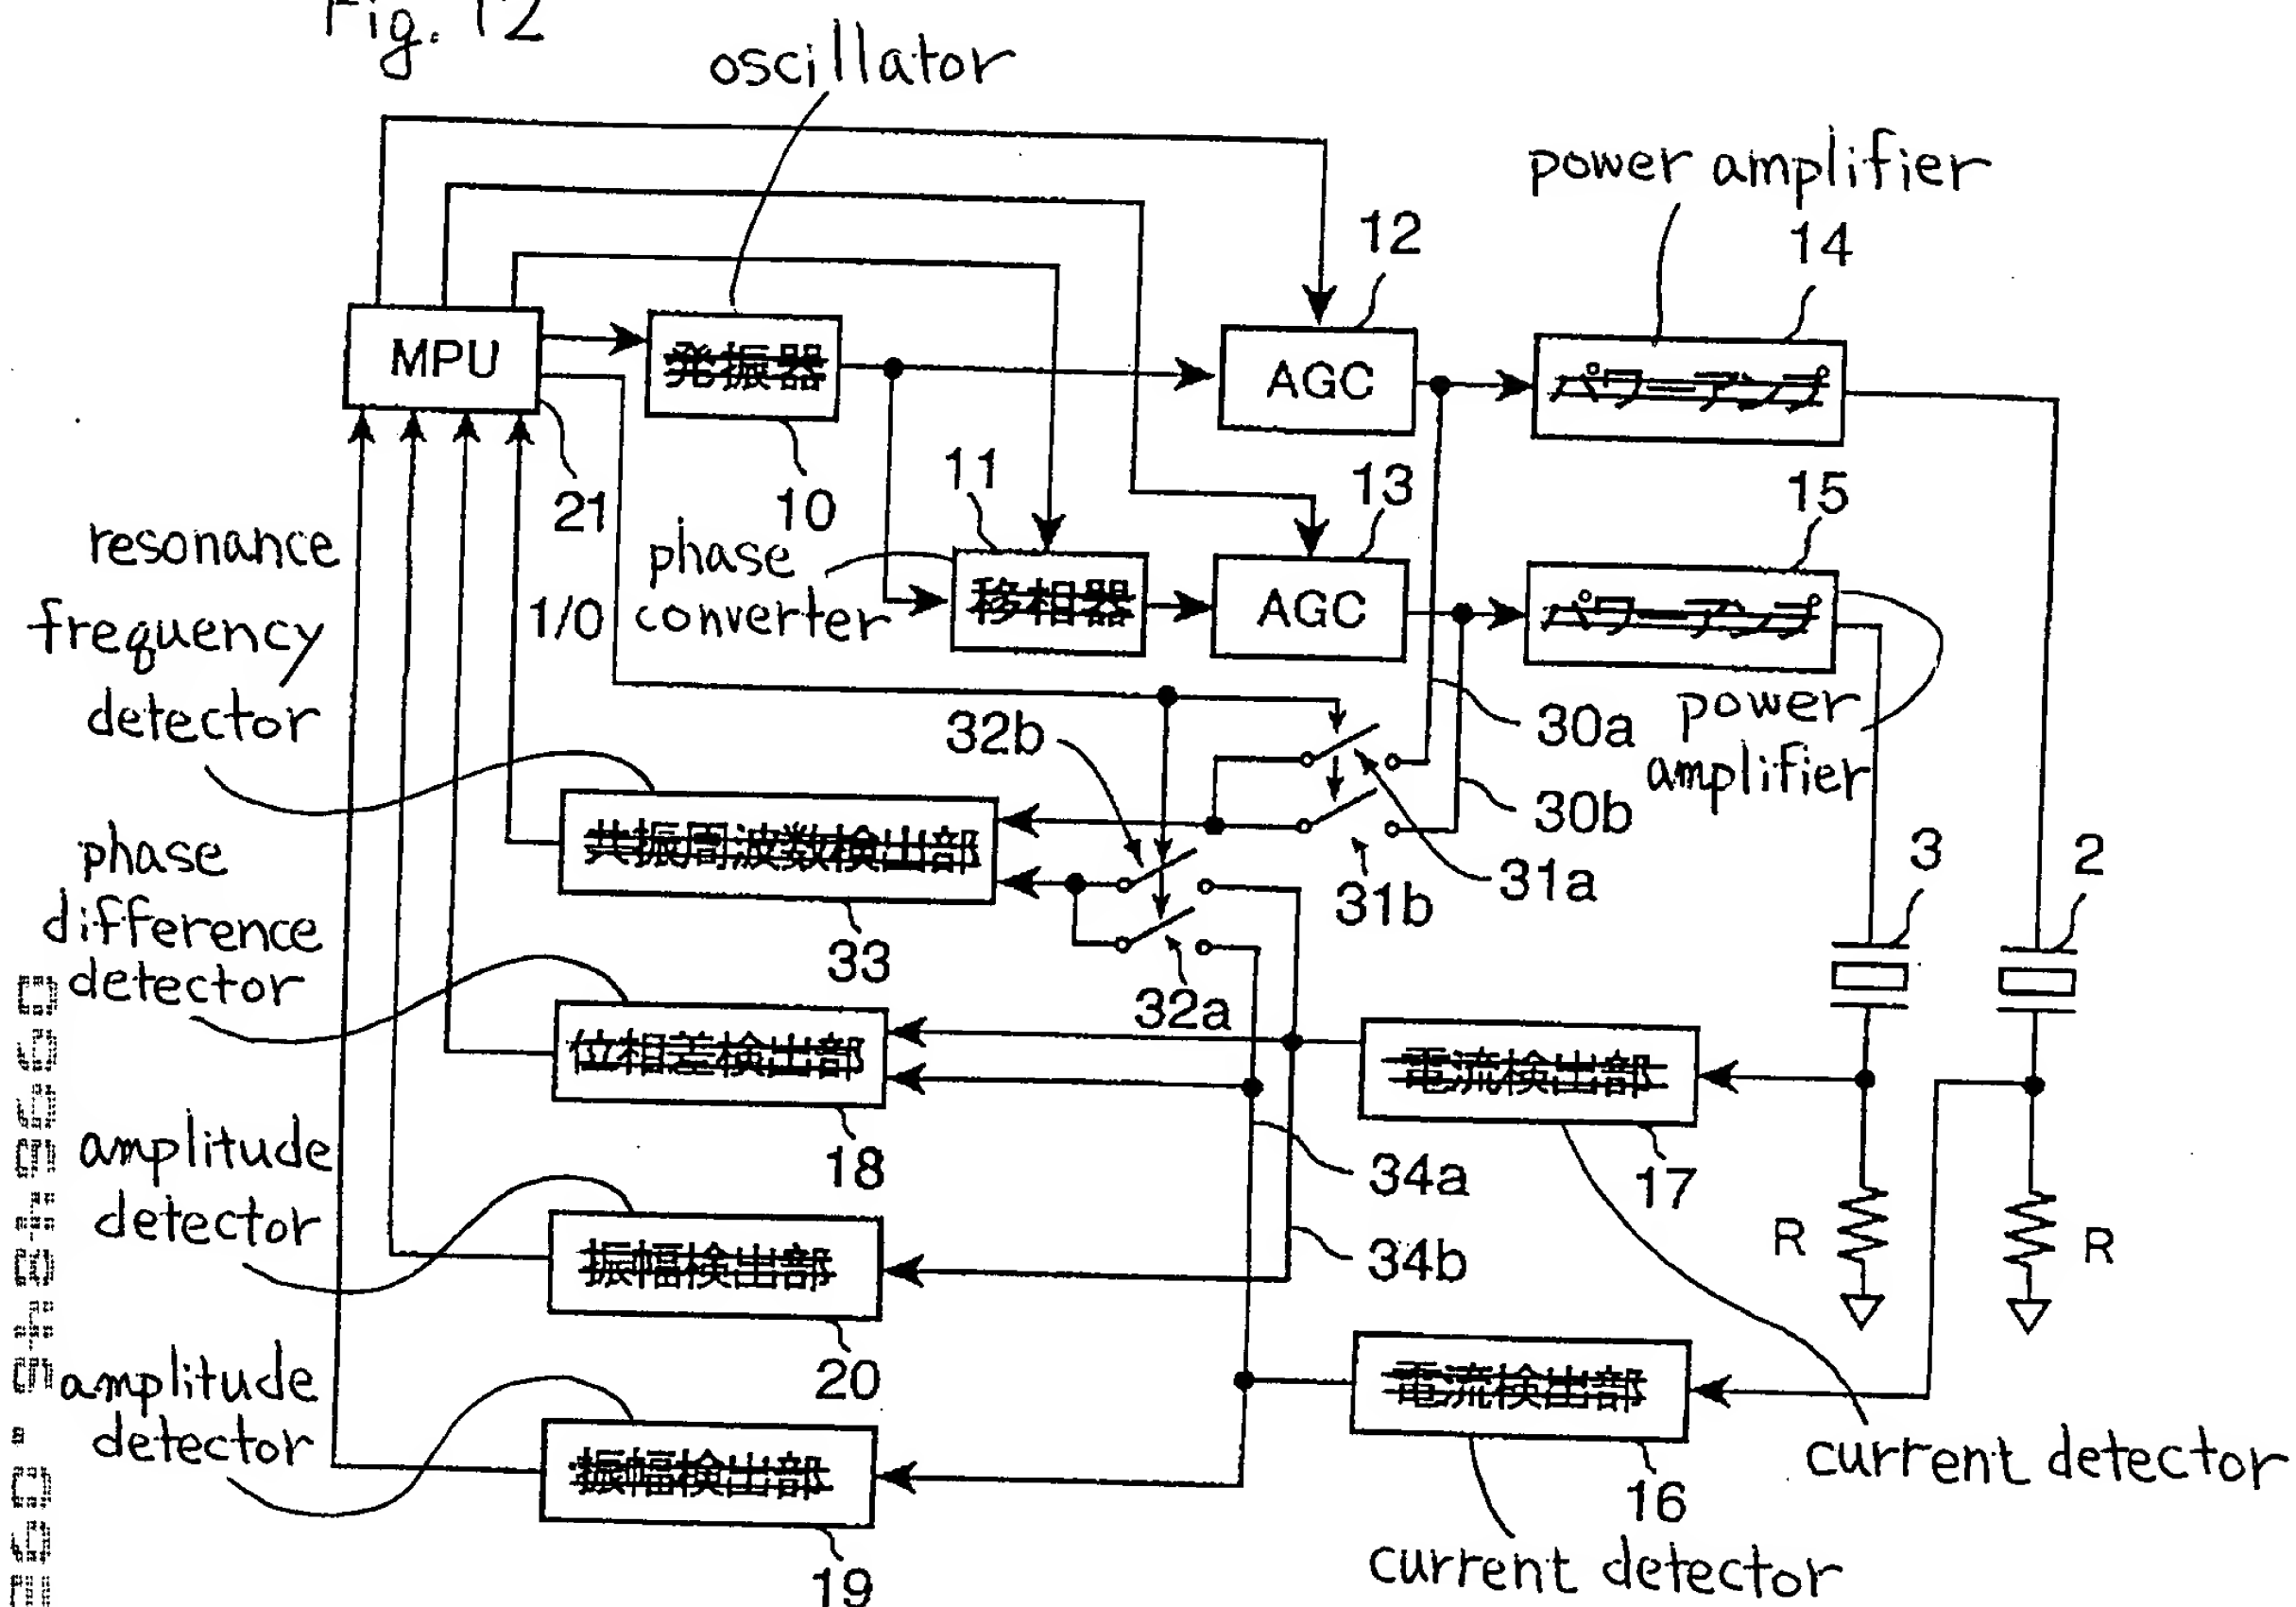 Fig. 12
oscillator
power amplifier
12
14
MPU
発振器
AGC
パワーアンプ
21
10
11
13
15
resonance
frequency
detector
1/0
phase
converter
移相器
AGC
パワーアンプ
power
amplifier
30a
30b
32b
31a
31b
3
2
共振周波数検出部
33
32a
phase
difference
detector
位相差検出部
18
電流検出部
17
34a
34b
R
R
amplitude
detector
振幅検出部
20
amplitude
detector
振幅検出部
19
電流検出部
16
current detector
current detector